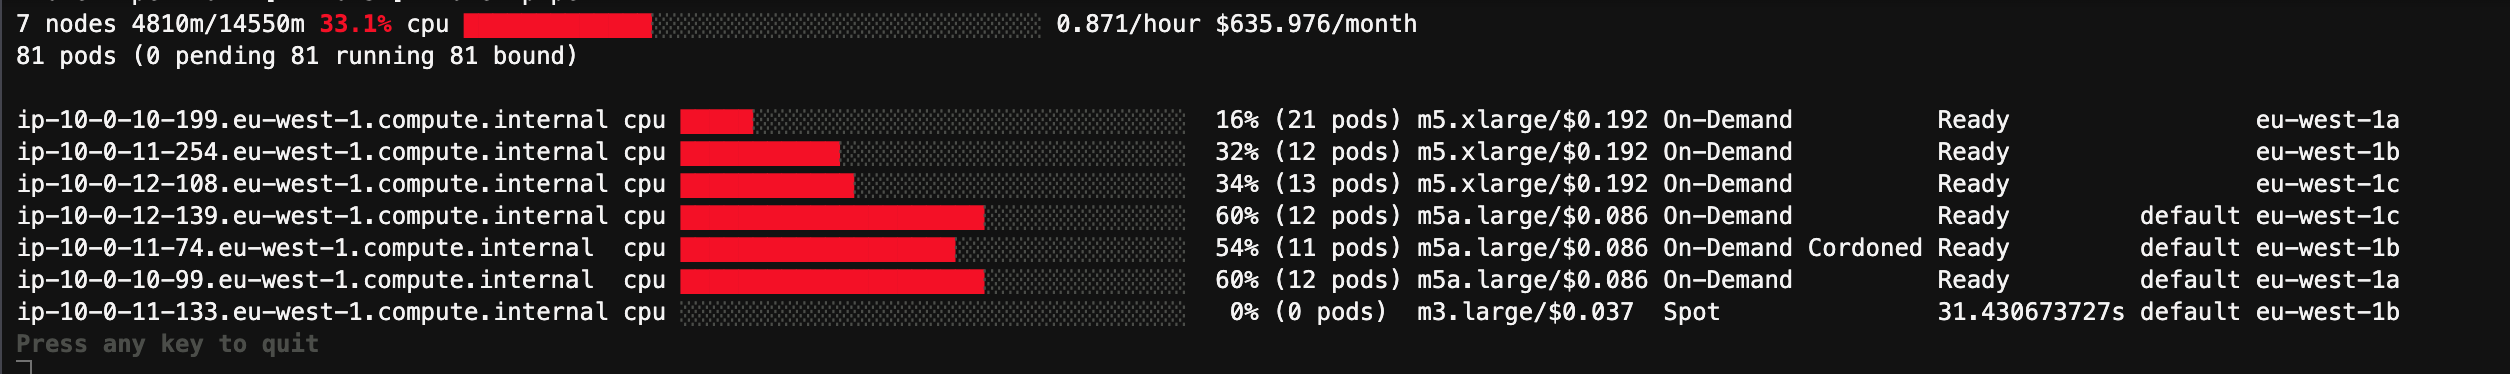 7 nodes 4810m/14550m 33.1% cpu 0.871/hour $635.976/month
81 pods (0 pending 81 running 81 bound)
ip-10-0-10-199.eu-west-1.compute.internal cpu 16% (21 pods) m5.xlarge/$0.192 On-Demand Ready eu-west-1a
ip-10-0-11-254.eu-west-1.compute.internal cpu 32% (12 pods) m5.xlarge/$0.192 On-Demand Ready eu-west-1b
ip-10-0-12-108.eu-west-1.compute.internal cpu 34% (13 pods) m5.xlarge/$0.192 On-Demand Ready eu-west-1c
ip-10-0-12-139.eu-west-1.compute.internal cpu 60% (12 pods) m5a.large/$0.086 On-Demand Ready default eu-west-1c
ip-10-0-11-74.eu-west-1.compute.internal cpu 54% (11 pods) m5a.large/$0.086 On-Demand Cordoned Ready default eu-west-1b
ip-10-0-10-99.eu-west-1.compute.internal cpu 60% (12 pods) m5a.large/$0.086 On-Demand Ready default eu-west-1a
ip-10-0-11-133.eu-west-1.compute.internal cpu 0% (0 pods) m3.large/$0.037 Spot 31.430673727s default eu-west-1b
Press any key to quit